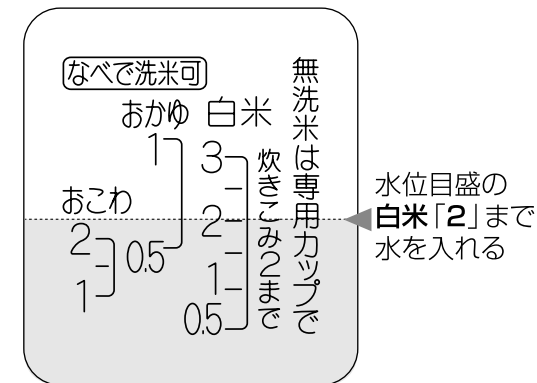 なべで洗米可
おかゆ
1
0.5
おこわ
2
1
白米
3
2
1
0.5
炊きこみ2まで
無洗米は専用カップで
水位目盛の
白米「2」まで
水を入れる